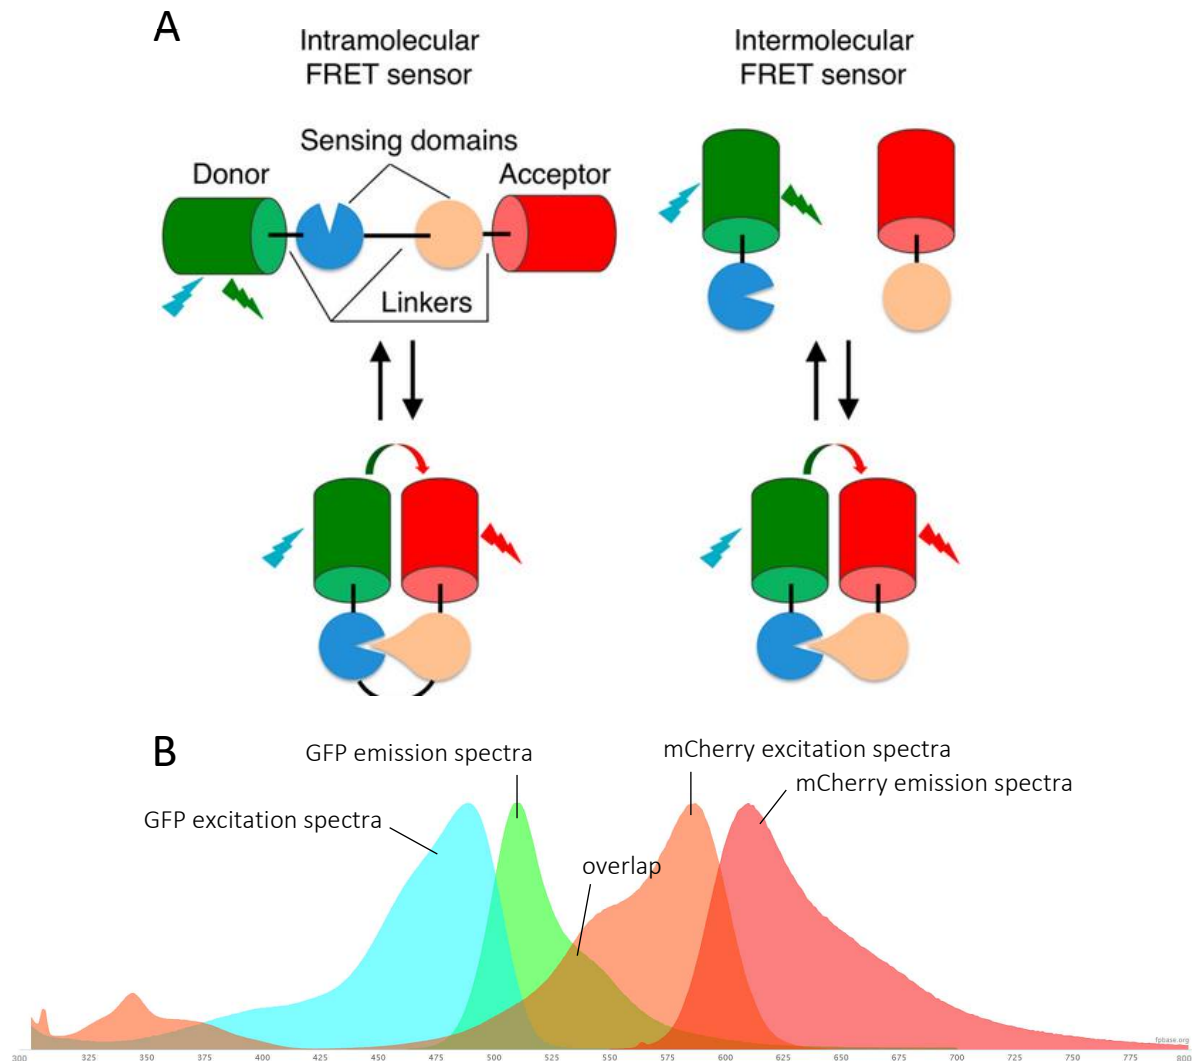 A
Intramolecular
FRET sensor
Intermolecular
FRET sensor
Sensing domains
Donor
Acceptor
Linkers
B
GFP emission spectra
mCherry excitation spectra
mCherry emission spectra
GFP excitation spectra
overlap
fpbase.org
300 325 350 375 400 425 450 475 500 525 550 575 600 625 650 675 700 725 750 775 800